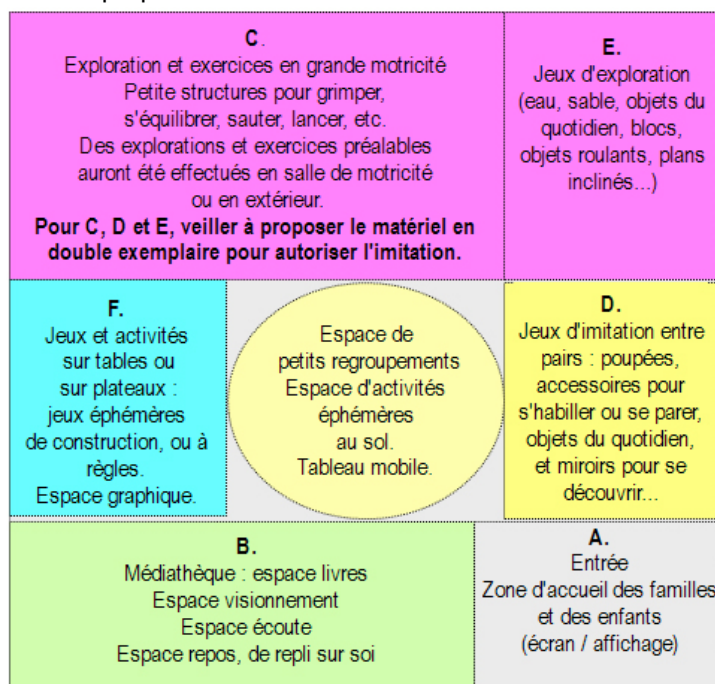 C.
Exploration et exercices en grande motricité
Petite structures pour grimper,
s'équilibrer, sauter, lancer, etc.
Des explorations et exercices préalables
auront été effectués en salle de motricité
ou en extérieur.
Pour C, D et E, veiller à proposer le matériel en
double exemplaire pour autoriser l'imitation.
E.
Jeux d'exploration
(eau, sable, objets du
quotidien, blocs,
objets roulants, plans
inclinés...)
F.
Jeux et activités
sur tables ou
sur plateaux :
jeux éphémères
de construction, ou à
règles.
Espace graphique.
Espace de
petits regroupements
Espace d'activités
éphémères
au sol.
Tableau mobile.
D.
Jeux d'imitation entre
pairs : poupées,
accessoires pour
s'habiller ou se parer,
objets du quotidien,
et miroirs pour se
découvrir...
B.
Médiathèque : espace livres
Espace visionnement
Espace écoute
Espace repos, de repli sur soi
A.
Entrée
Zone d'accueil des familles
et des enfants
(écran / affichage)